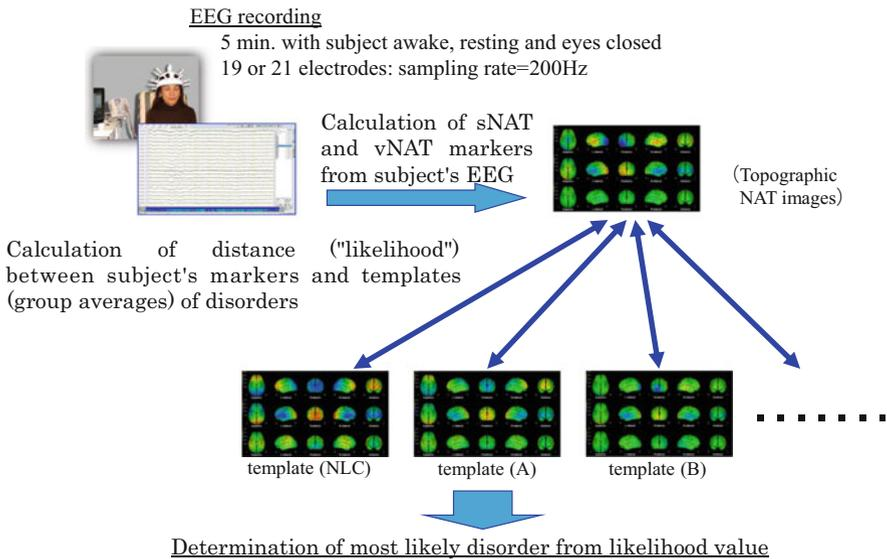 EEG recording
5 min. with subject awake, resting and eyes closed
19 or 21 electrodes: sampling rate=200Hz
Calculation of sNAT
and vNAT markers
from subject's EEG
(Topographic
NAT images)
Calculation of distance ("likelihood")
between subject's markers and templates
(group averages) of disorders
template (NLC)
template (A)
template (B)
Determination of most likely disorder from likelihood value